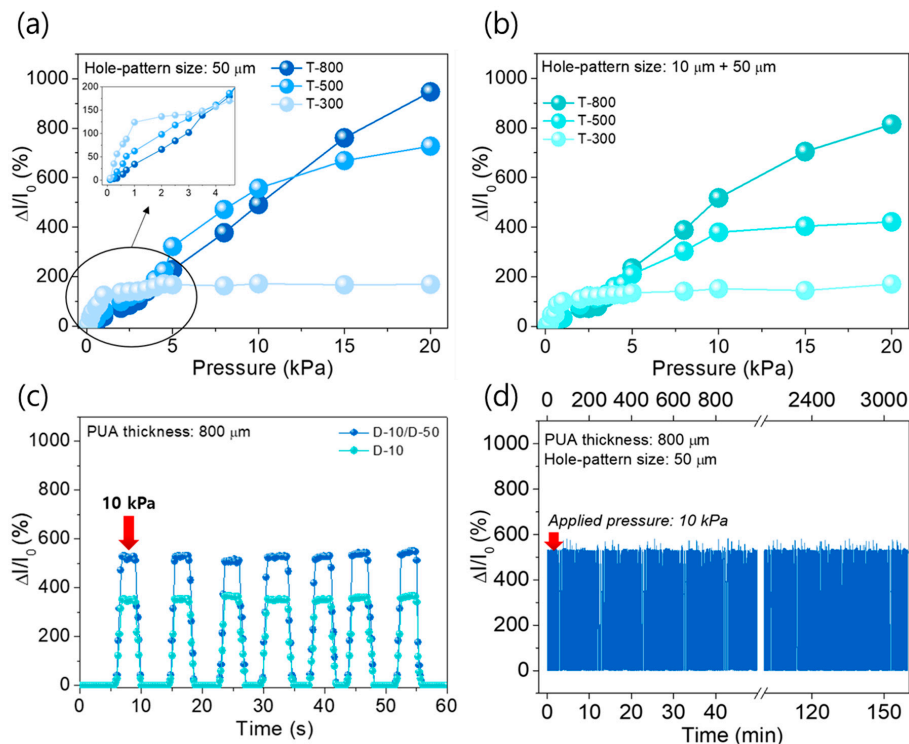 (a)
Hole-pattern size: 50 μm
T-800
T-500
T-300
200
150
100
50
0
0 1 2 3 4
1000
800
600
400
200
0
ΔI/I0 (%)
0 5 10 15 20
Pressure (kPa)
(b)
Hole-pattern size: 10 μm + 50 μm
T-800
T-500
T-300
1000
800
600
400
200
0
ΔI/I0 (%)
0 5 10 15 20
Pressure (kPa)
(c)
PUA thickness: 800 μm
D-10/D-50
D-10
10 kPa
1000
800
600
400
200
0
ΔI/I0 (%)
0 10 20 30 40 50 60
Time (s)
(d)
0 200 400 600 800 2400 3000
PUA thickness: 800 μm
Hole-pattern size: 50 μm
Applied pressure: 10 kPa
1000
800
600
400
200
0
ΔI/I0 (%)
0 10 20 30 40 120 160
Time (min)